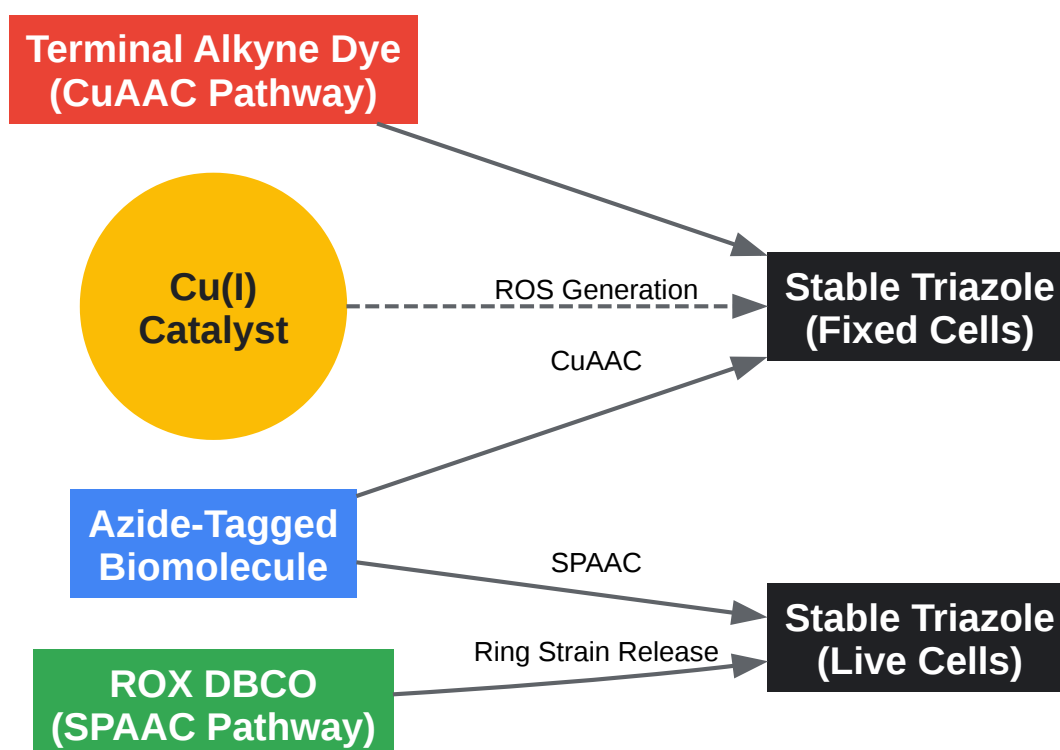 Terminal Alkyne Dye
(CuAAC Pathway)
Cu(I)
Catalyst
ROS Generation
Stable Triazole
(Fixed Cells)
CuAAC
Azide-Tagged
Biomolecule
SPAAC
Stable Triazole
(Live Cells)
Ring Strain Release
ROX DBCO
(SPAAC Pathway)